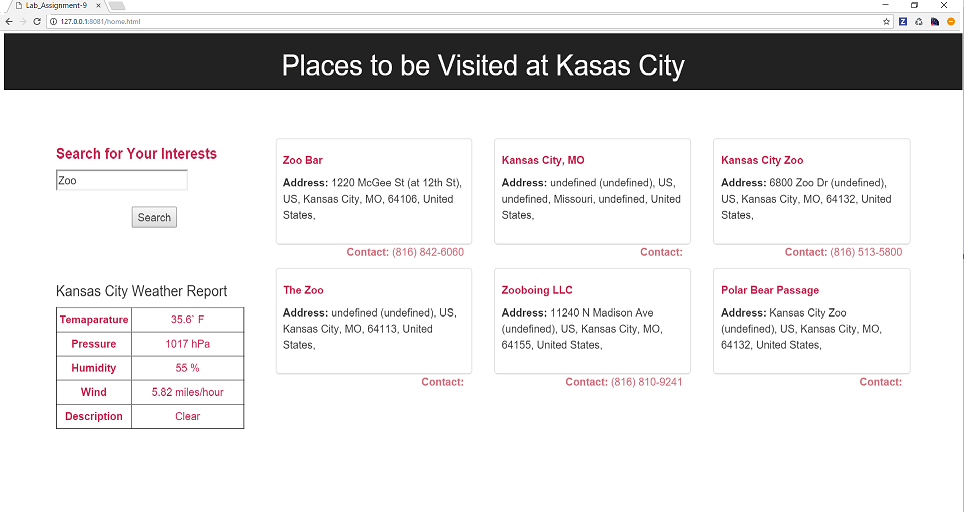 Lab_Assignment-9
127.0.0.1:8081/home.html
Places to be Visited at Kasas City
Search for Your Interests
Zoo
Search
Kansas City Weather Report
Temaparature 35.6° F
Pressure 1017 hPa
Humidity 55 %
Wind 5.82 miles/hour
Description Clear
Zoo Bar
Address: 1220 McGee St (at 12th St),
US, Kansas City, MO, 64106, United
States,
Contact: (816) 842-6060
Kansas City, MO
Address: undefined (undefined), US,
undefined, Missouri, undefined, United
States,
Contact:
Kansas City Zoo
Address: 6800 Zoo Dr (undefined),
US, Kansas City, MO, 64132, United
States,
Contact: (816) 513-5800
The Zoo
Address: undefined (undefined), US,
Kansas City, MO, 64113, United
States,
Contact:
Zooboing LLC
Address: 11240 N Madison Ave
(undefined), US, Kansas City, MO,
64155, United States,
Contact: (816) 810-9241
Polar Bear Passage
Address: Kansas City Zoo
(undefined), US, Kansas City, MO,
64132, United States,
Contact: